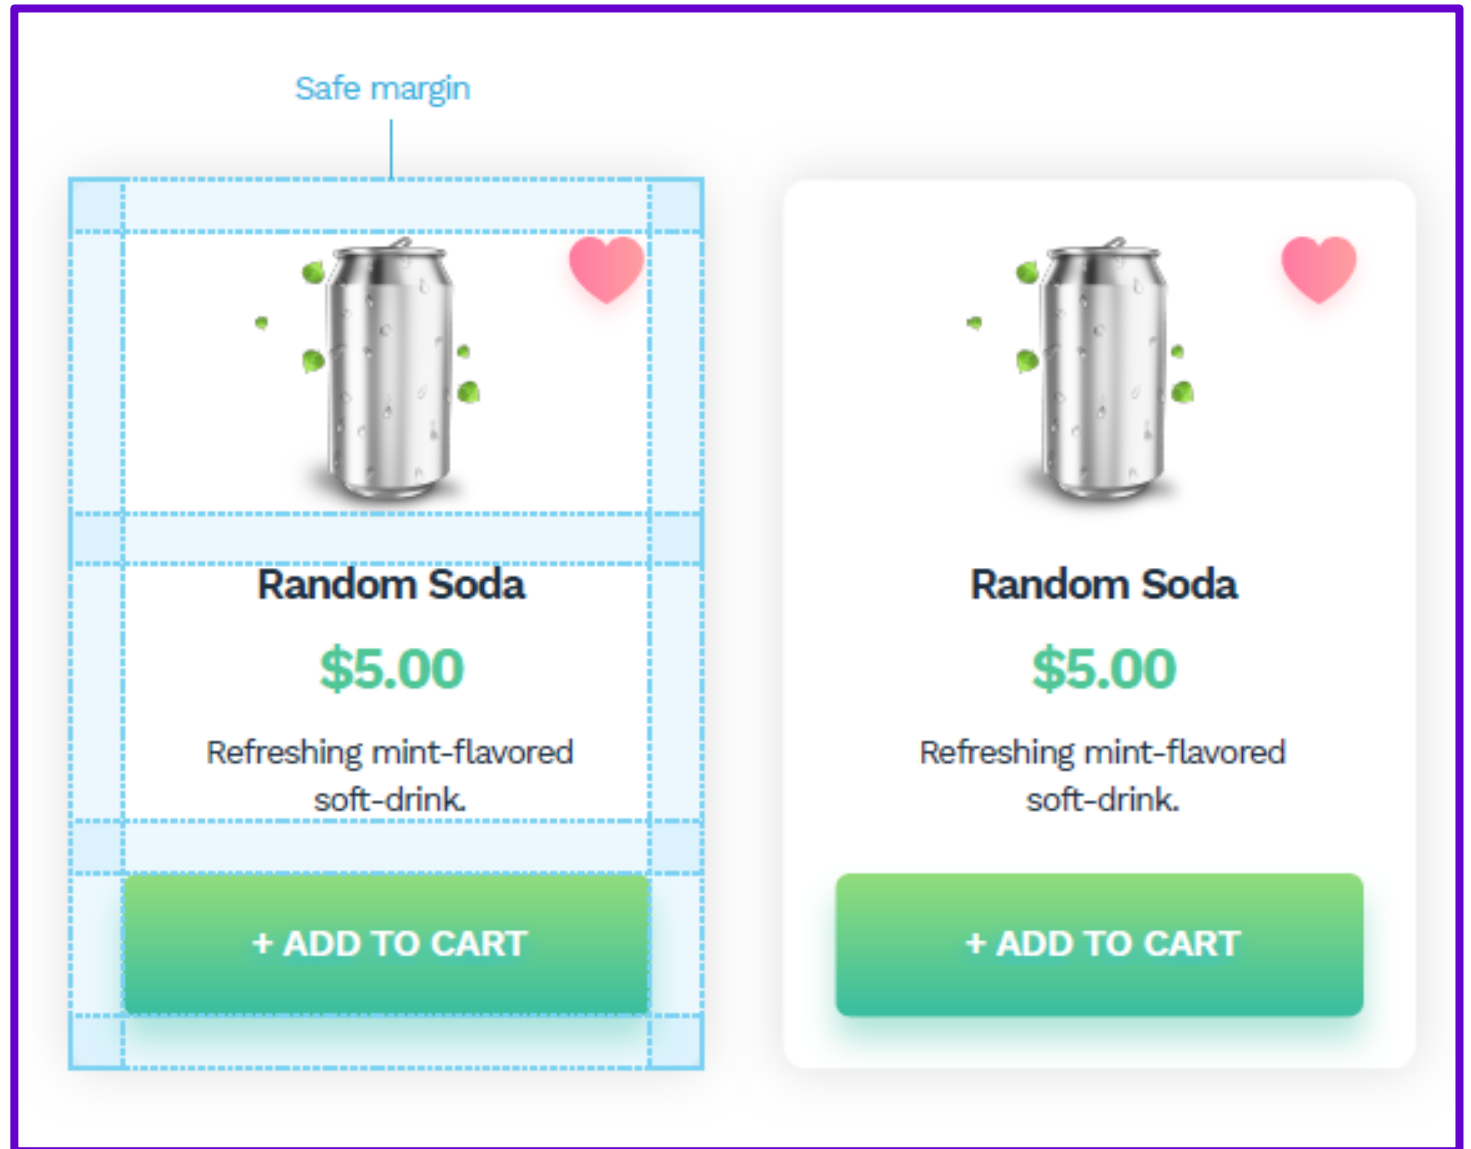 Safe margin
Random Soda
$5.00
Refreshing mint-flavored
soft-drink.
+ ADD TO CART
Random Soda
$5.00
Refreshing mint-flavored
soft-drink.
+ ADD TO CART